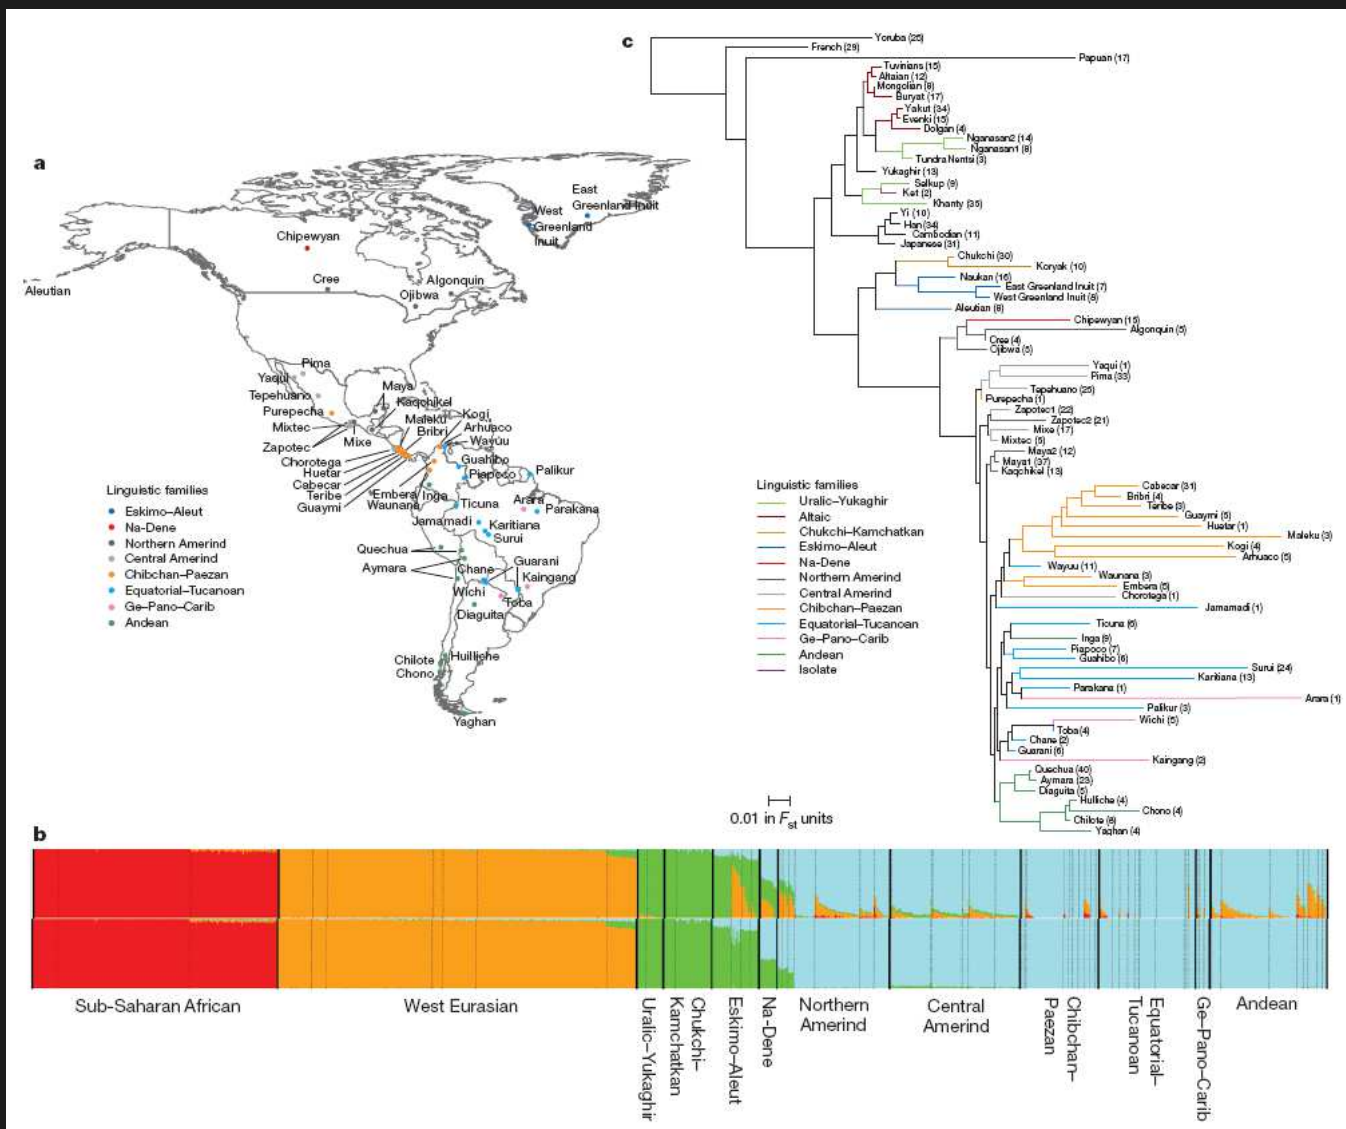 a
East
Greenland Inuit
West
Greenland
Inuit
Chipewyan
Aleutian
Cree
Algonquin
Ojibwa
Pima
Yaqui
Tepehuano
Purepecha
Mixtec
Zapotec
Mixe
Maya
Kaqchikel
Maleku
Bribri
Kogi
Arhuaco
Wayuu
Chorotega
Huetar
Cabecar
Teribe
Guaymi
Guahibo
Piapoco
Palikur
Embera
Inga
Waunana
Ticuna
Arara
Parakana
Jamamadi
Karitiana
Surui
Quechua
Aymara
Chane
Guarani
Kaingang
Wichi
Toba
Diaguita
Chilote
Huilliche
Chono
Yaghan
Linguistic families
Eskimo–Aleut
Na-Dene
Northern Amerind
Central Amerind
Chibchan–Paezan
Equatorial–Tucanoan
Ge–Pano–Carib
Andean
c
Yoruba (26)
French (29)
Papuan (17)
Tuvinians (15)
Altaian (12)
Mongolian (8)
Buryat (17)
Yakut (34)
Evenki (15)
Dolgan (4)
Nganasan2 (14)
Nganasan1 (8)
Tundra Nentsi (3)
Yukaghir (13)
Selkup (9)
Ket (2)
Khanty (35)
Yi (10)
Han (34)
Cambodian (11)
Japanese (31)
Chukchi (30)
Koryak (10)
Naukan (16)
East Greenland Inuit (7)
West Greenland Inuit (8)
Aleutian (8)
Chipewyan (15)
Algonquin (5)
Cree (4)
Ojibwa (5)
Yaqui (1)
Pima (33)
Tepehuano (25)
Purepecha (1)
Zapotec1 (22)
Zapotec2 (21)
Mixe (17)
Mixtec (5)
Maya2 (12)
Maya1 (37)
Kaqchikel (13)
Cabecar (31)
Bribri (4)
Teribe (3)
Guaymi (5)
Huetar (1)
Maleku (3)
Kogi (4)
Arhuaco (5)
Wayuu (11)
Waunana (3)
Embera (5)
Chorotega (1)
Jamamadi (1)
Ticuna (6)
Inga (9)
Piapoco (7)
Guahibo (6)
Surui (24)
Karitiana (13)
Parakana (1)
Arara (1)
Palikur (3)
Wichi (5)
Toba (4)
Chane (2)
Guarani (6)
Kaingang (2)
Quechua (40)
Aymara (23)
Diaguita (5)
Hulliche (4)
Chono (4)
Chilote (8)
Yaghan (4)
Linguistic families
Uralic–Yukaghir
Altaic
Chukchi–Kamchatkan
Eskimo–Aleut
Na-Dene
Northern Amerind
Central Amerind
Chibchan–Paezan
Equatorial–Tucanoan
Ge–Pano–Carib
Andean
Isolate
0.01 in Fst units
b
Sub-Saharan African
West Eurasian
Uralic–Yukaghir
Chukchi–
Kamchatkan
Eskimo–Aleut
Na-Dene
Northern
Amerind
Central
Amerind
Chibchan–
Paezan
Equatorial–
Tucanoan
Ge–Pano–Carib
Andean